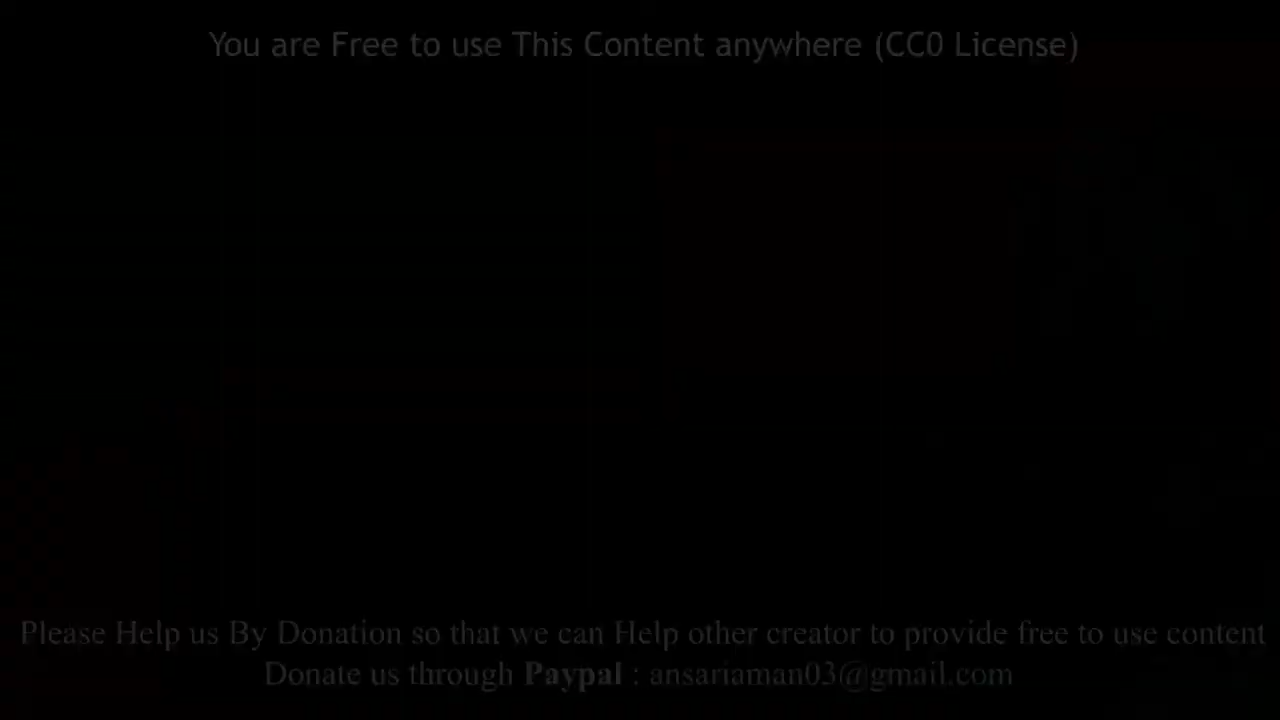 You are Free to use This Content anywhere (CC0 License)
Please Help us By Donation so that we can Help other creator to provide free to use content
Donate us through Paypal : ansariaman03@gmail.com